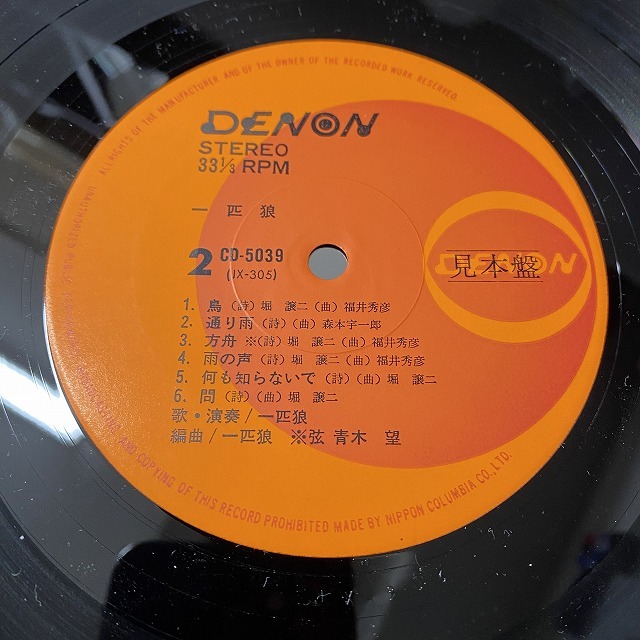 ALL RIGHTS OF THE MANUFACTURER AND OF THE OWNER OF THE RECORDED WORK RESERVED.
DENON
STEREO
33⅓ RPM
一匹狼
2 CD-5039
(JX-305)
DENON
見本盤
1. 鳥 (詩) 堀 譲二 (曲) 福井秀彦
2. 通り雨 (詩) (曲) 森本宇一郎
3. 方舟 ※(詩) 堀 譲二 (曲) 福井秀彦
4. 雨の声 (詩) 堀 譲二 (曲) 福井秀彦
5. 何も知らないで (詩) (曲) 堀 譲二
6. 問 (詩) (曲) 堀 譲二
歌・演奏/一匹狼
編曲/一匹狼 ※弦 青木 望
AND COPYING OF THIS RECORD PROHIBITED MADE BY NIPPON COLUMBIA CO., LTD.